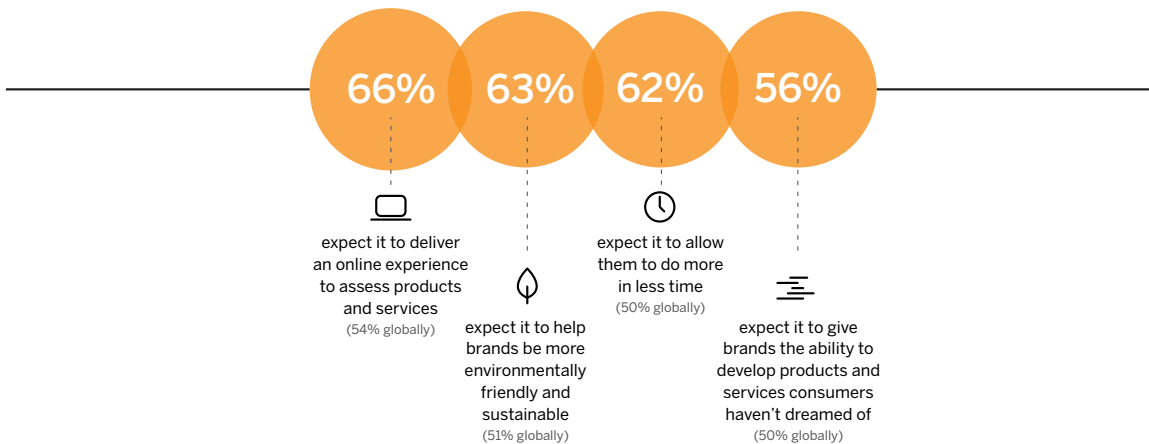 66%
63%
62%
56%
expect it to deliver
an online experience
to assess products
and services
(54% globally)
expect it to help
brands be more
environmentally
friendly and
sustainable
(51% globally)
expect it to allow
them to do more
in less time
(50% globally)
expect it to give
brands the ability to
develop products and
services consumers
haven't dreamed of
(50% globally)